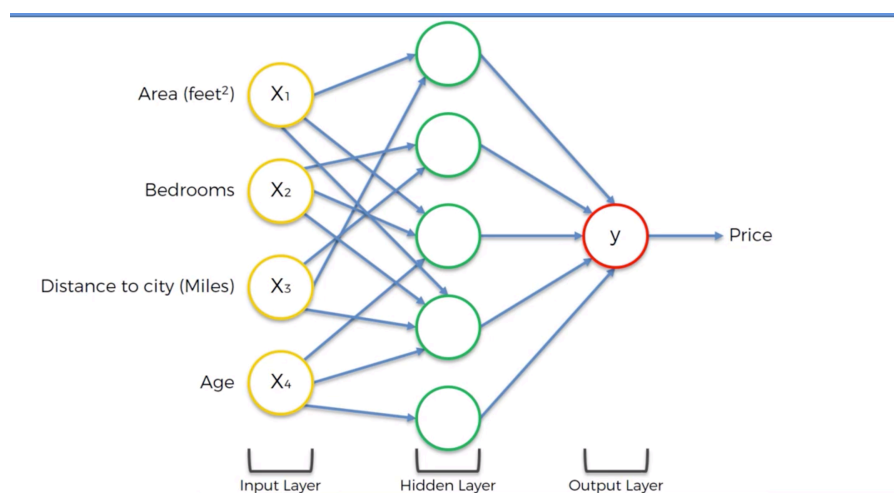 Area (feet²)
X₁
Bedrooms
X₂
Distance to city (Miles)
X₃
Age
X₄
y
Price
Input Layer
Hidden Layer
Output Layer